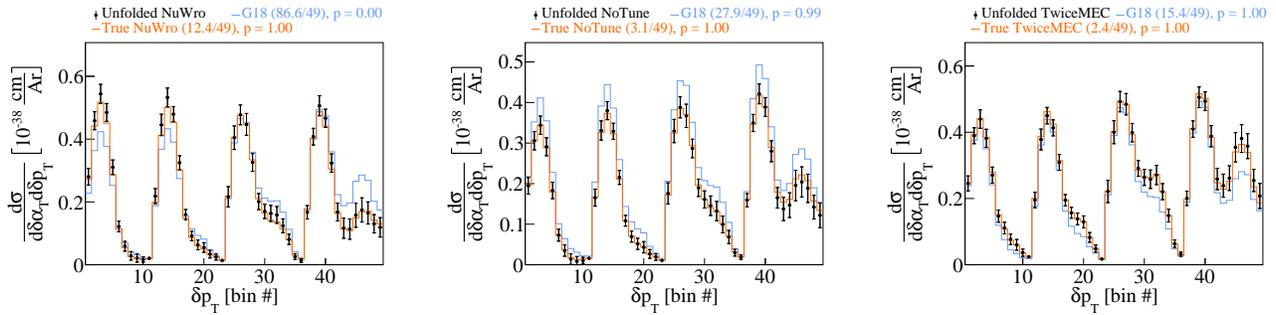 Unfolded NuWro —G18 (86.6/49), p = 0.00
—True NuWro (12.4/49), p = 1.00
0.6
0.4
0.2
0
10 20 30 40
dσ/dδα_T dδp_T [10^-38 cm/Ar]
δp_T [bin #]
Unfolded NoTune —G18 (27.9/49), p = 0.99
—True NoTune (3.1/49), p = 1.00
0.5
0.4
0.3
0.2
0.1
0
10 20 30 40
dσ/dδα_T dδp_T [10^-38 cm/Ar]
δp_T [bin #]
Unfolded TwiceMEC —G18 (15.4/49), p = 1.00
—True TwiceMEC (2.4/49), p = 1.00
0.6
0.4
0.2
0
10 20 30 40
dσ/dδα_T dδp_T [10^-38 cm/Ar]
δp_T [bin #]